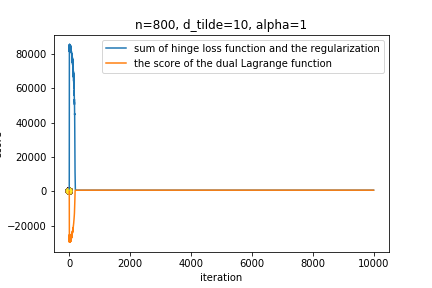 n=800, d_tilde=10, alpha=1
sum of hinge loss function and the regularization
the score of the dual Lagrange function
80000
60000
40000
20000
0
−20000
0 2000 4000 6000 8000 10000
iteration